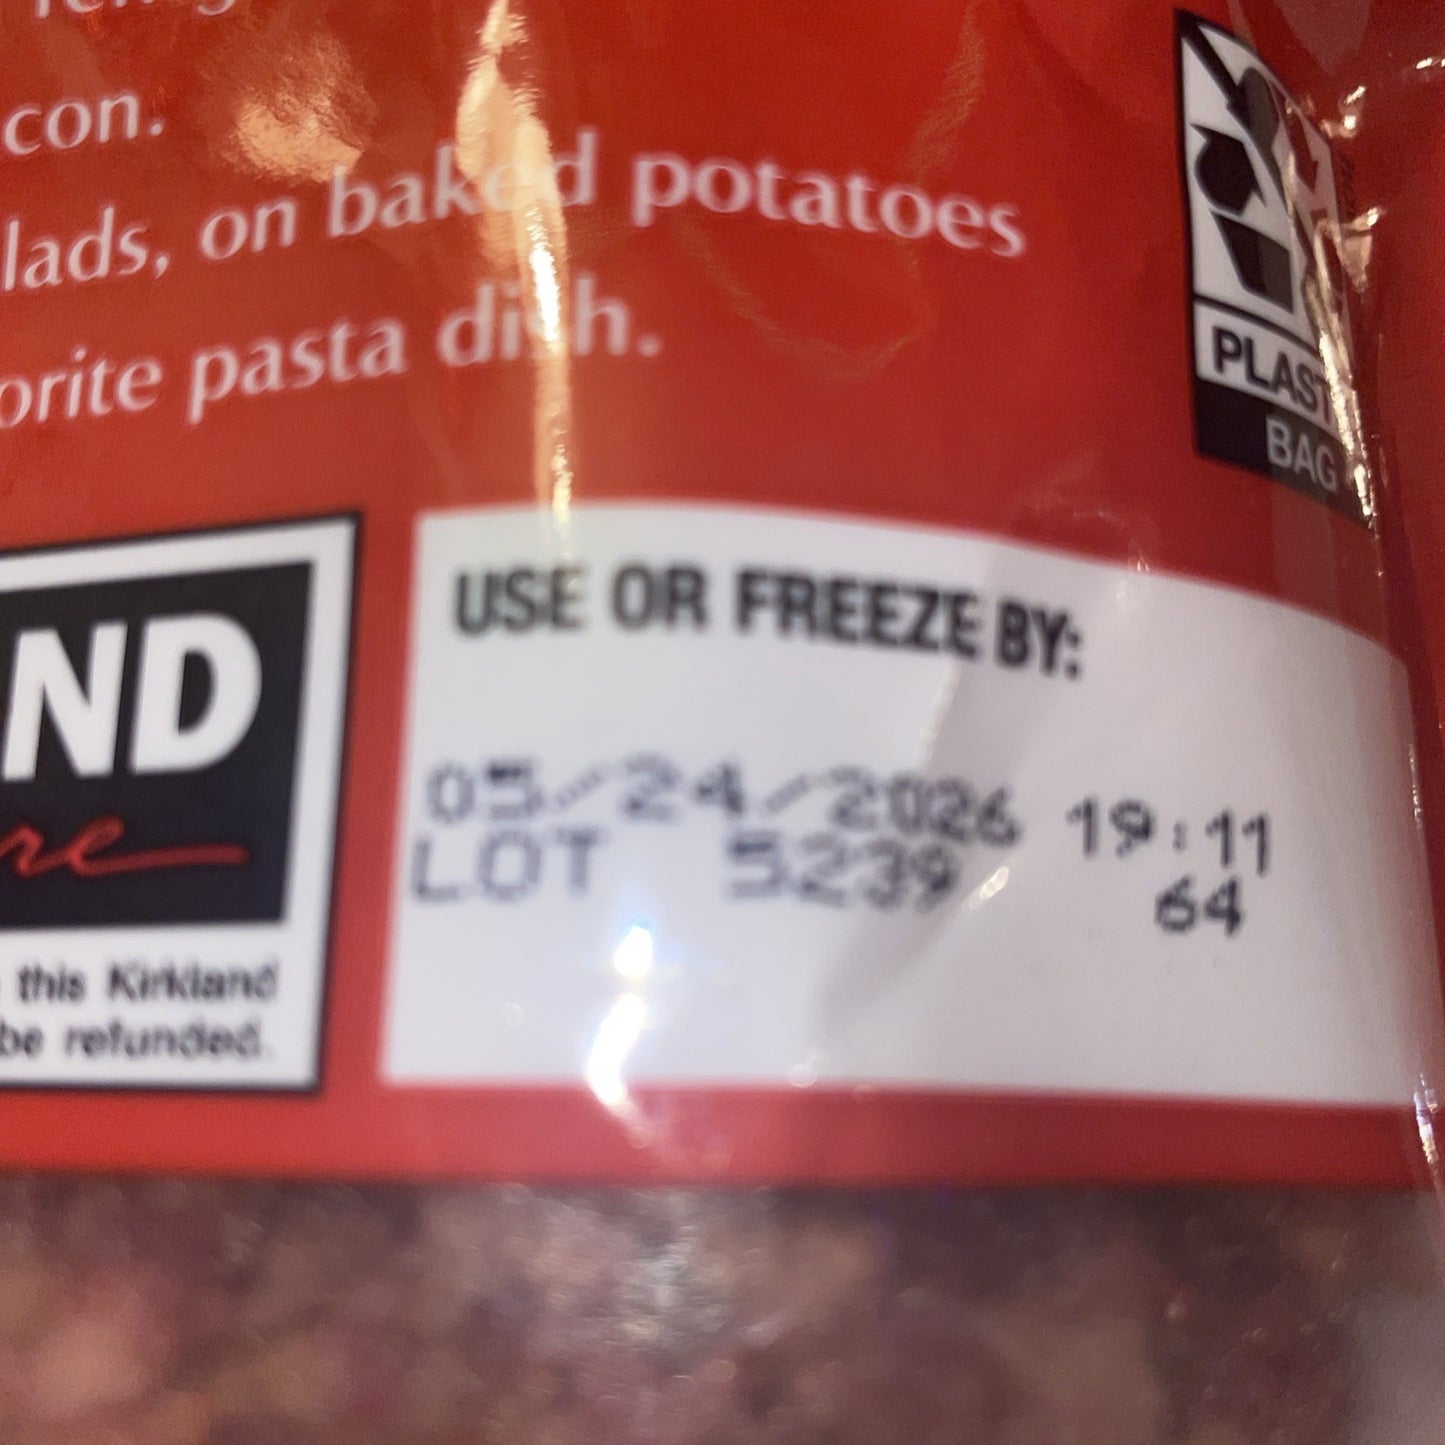 con.
lads, on baked potatoes
orite pasta dish.
PLAST
BAG
ND
re
this Kirkland
be refunded.
USE OR FREEZE BY:
05/24/2026 19:11
LOT 5239 64